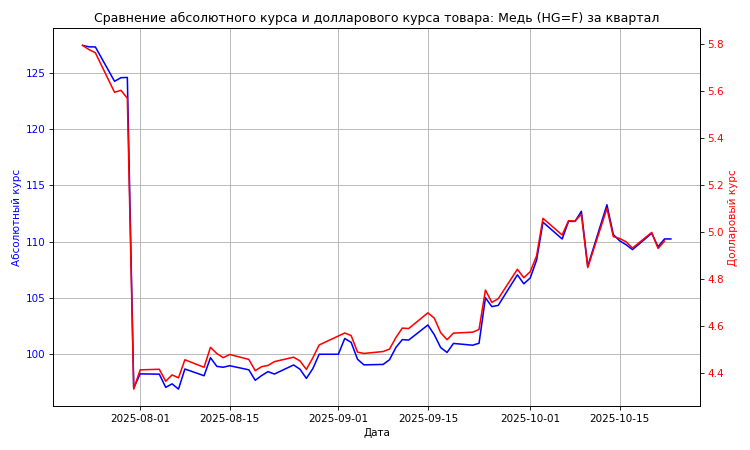 Сравнение абсолютного курса и долларового курса товара: Медь (HG=F) за квартал
Абсолютный курс
125
120
115
110
105
100
5.8
5.6
5.4
5.2
5.0
4.8
4.6
4.4
Долларовый курс
2025-08-01 2025-08-15 2025-09-01 2025-09-15 2025-10-01 2025-10-15
Дата